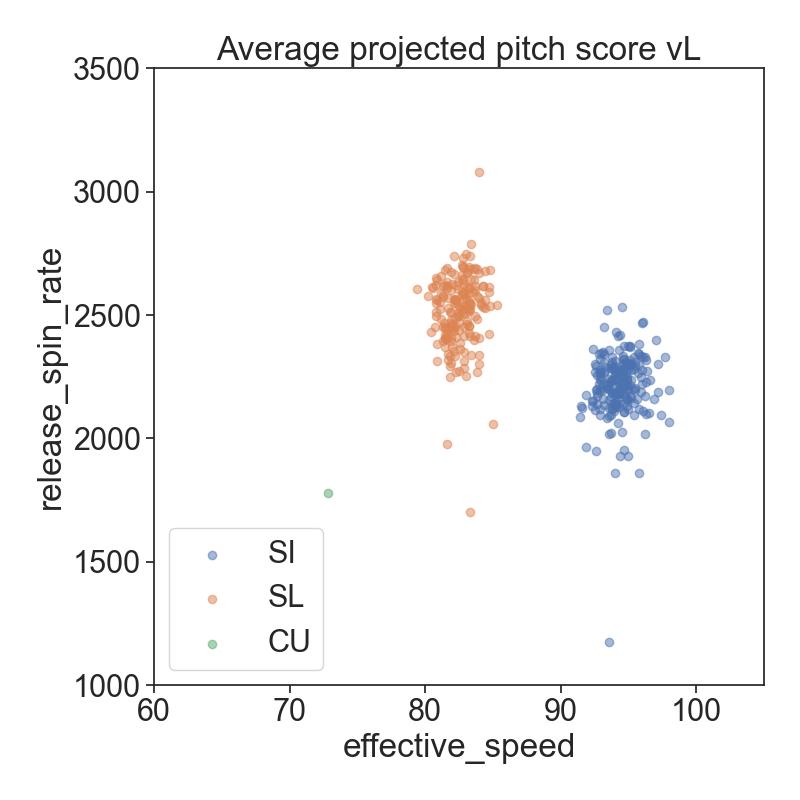 Average projected pitch score vL
3500
3000
2500
2000
1500
1000
release_spin_rate
SI
SL
CU
60 70 80 90 100
effective_speed